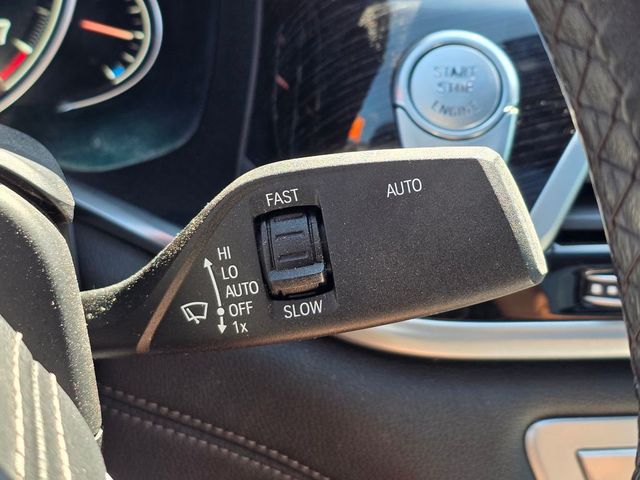 START
STOP
ENGINE
FAST
AUTO
HI
LO
AUTO
OFF
1x
SLOW